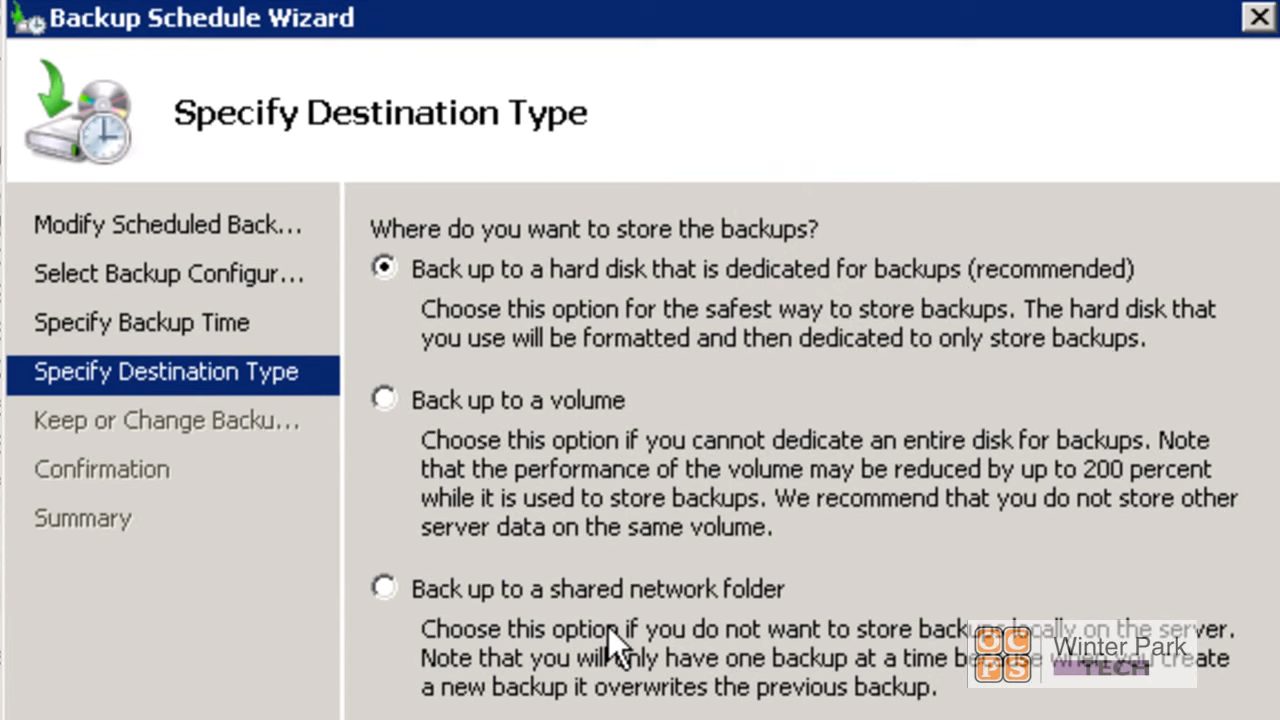 Backup Schedule Wizard
Specify Destination Type
Modify Scheduled Back...
Select Backup Configur...
Specify Backup Time
Specify Destination Type
Keep or Change Backu...
Confirmation
Summary
Where do you want to store the backups?
Back up to a hard disk that is dedicated for backups (recommended)
Choose this option for the safest way to store backups. The hard disk that
you use will be formatted and then dedicated to only store backups.
Back up to a volume
Choose this option if you cannot dedicate an entire disk for backups. Note
that the performance of the volume may be reduced by up to 200 percent
while it is used to store backups. We recommend that you do not store other
server data on the same volume.
Back up to a shared network folder
Choose this option if you do not want to store backups locally on the server.
Note that you will only have one backup at a time because when you create
a new backup it overwrites the previous backup.
OCPS
Winter Park
TECH